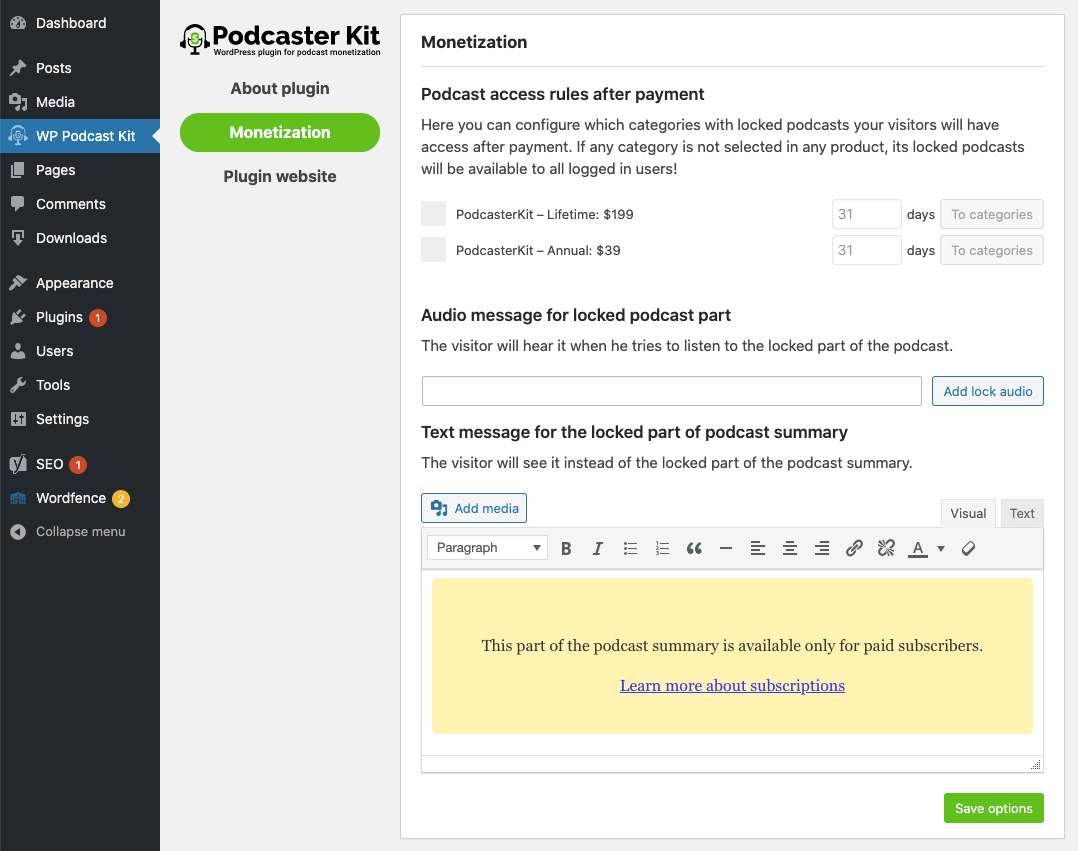 Dashboard
Posts
Media
WP Podcast Kit
Pages
Comments
Downloads
Appearance
Plugins 1
Users
Tools
Settings
SEO 1
Wordfence 2
Collapse menu
Podcaster Kit
WordPress plugin for podcast monetization
About plugin
Monetization
Plugin website
Monetization
Podcast access rules after payment
Here you can configure which categories with locked podcasts your visitors will have
access after payment. If any category is not selected in any product, its locked podcasts
will be available to all logged in users!
PodcasterKit – Lifetime: $199 31 days To categories
PodcasterKit – Annual: $39 31 days To categories
Audio message for locked podcast part
The visitor will hear it when he tries to listen to the locked part of the podcast.
Add lock audio
Text message for the locked part of podcast summary
The visitor will see it instead of the locked part of the podcast summary.
Add media
Visual Text
Paragraph B I A
This part of the podcast summary is available only for paid subscribers.
Learn more about subscriptions
Save options